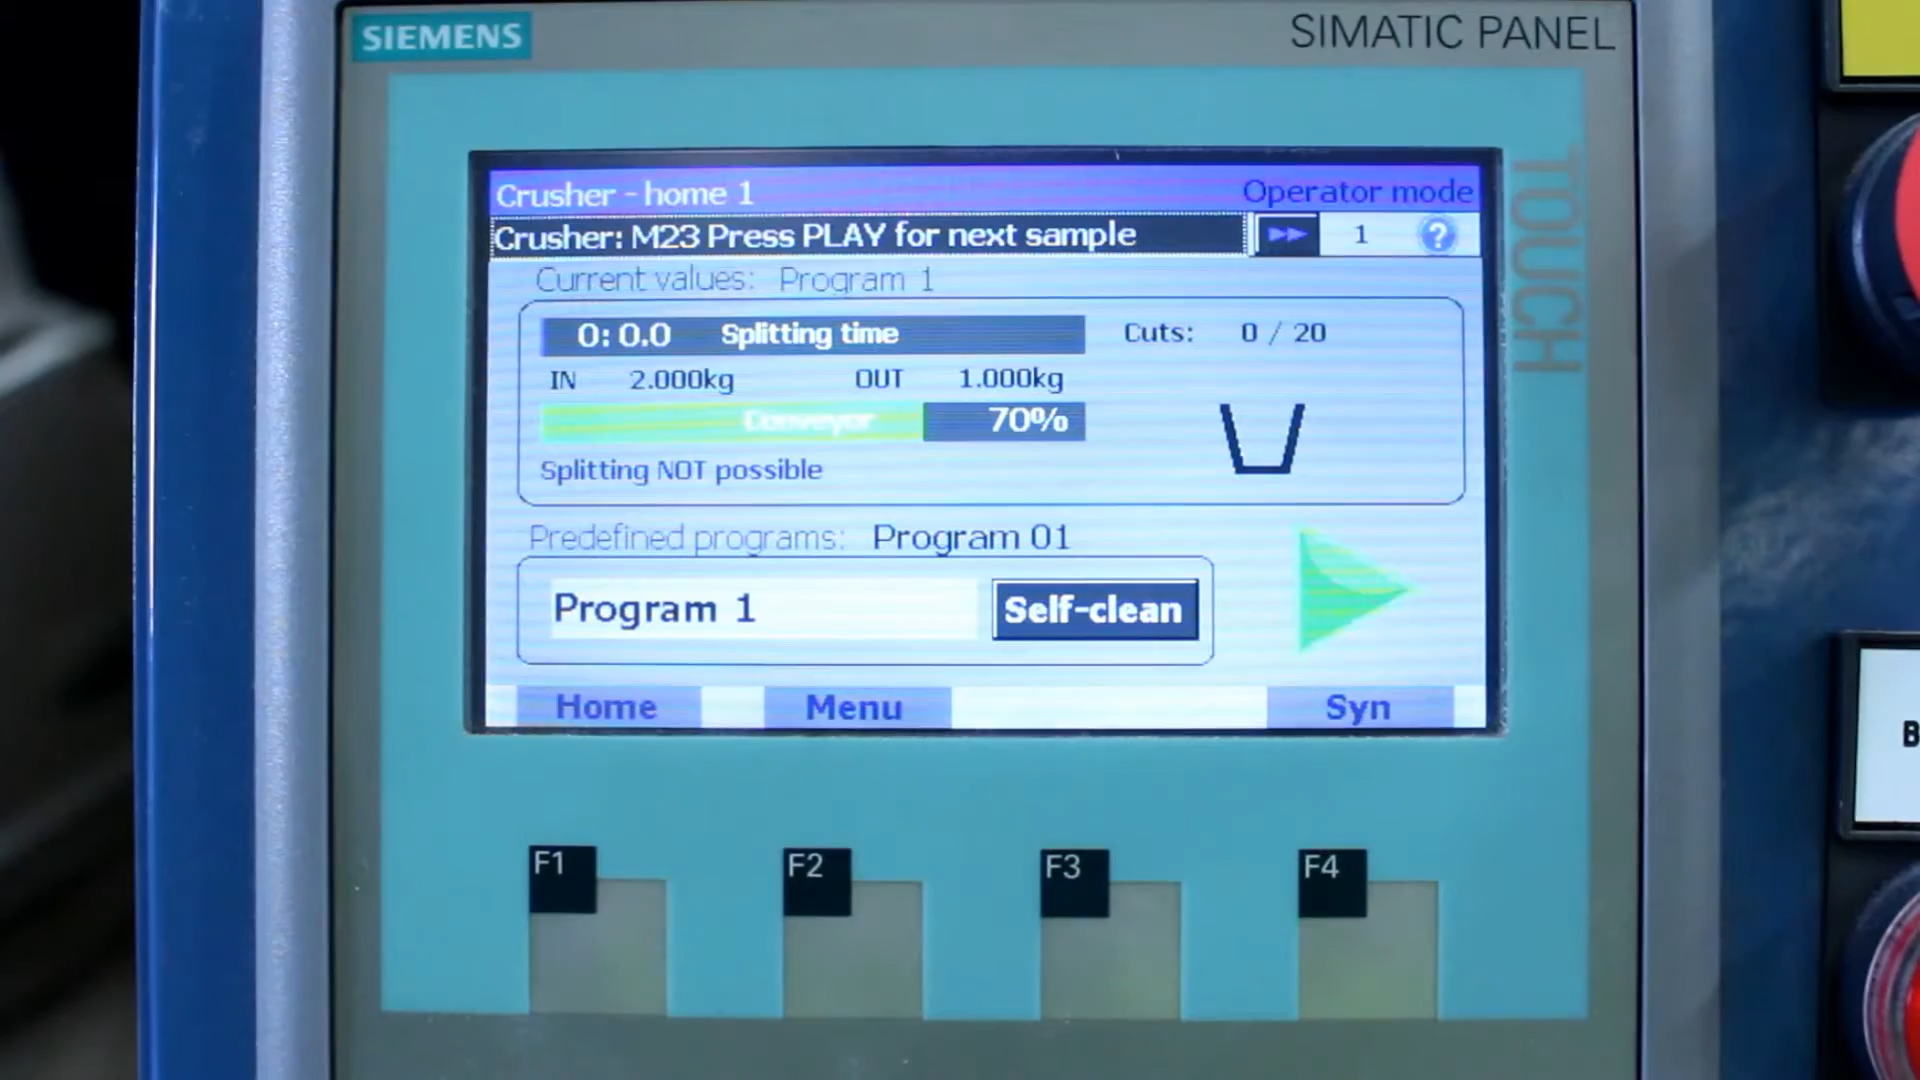 SIEMENS
SIMATIC PANEL
TOUCH
Crusher - home 1 Operator mode
Crusher: M23 Press PLAY for next sample 1 ?
Current values: Program 1
0: 0.0 Splitting time Cuts: 0 / 20
IN 2.000kg OUT 1.000kg
Conveyor 70%
Splitting NOT possible
Predefined programs: Program 01
Program 1 Self-clean
Home Menu Syn
F1 F2 F3 F4
B